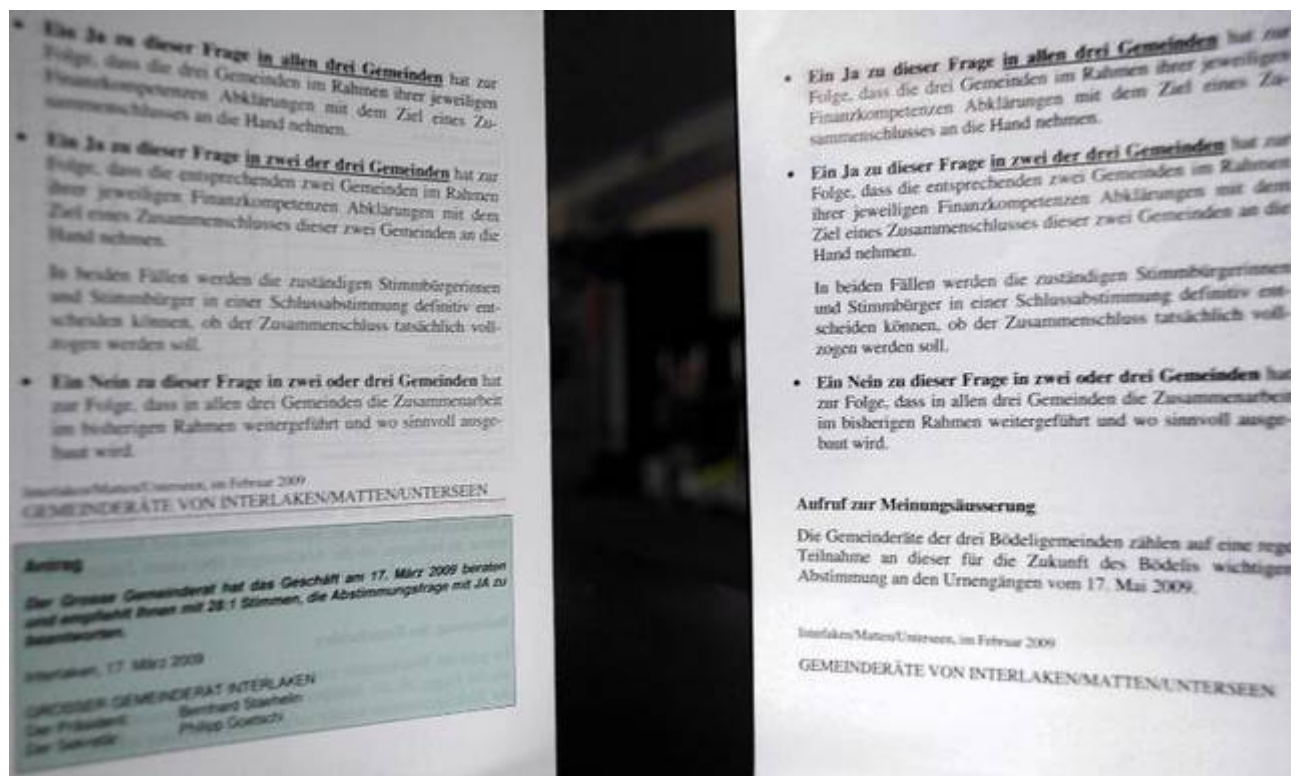 • Ein Ja zu dieser Frage in allen drei Gemeinden hat zur
Folge, dass die drei Gemeinden im Rahmen ihrer jeweiligen
Finanzkompetenzen Abklärungen mit dem Ziel eines Zu-
sammenschlusses an die Hand nehmen.
• Ein Ja zu dieser Frage in zwei der drei Gemeinden hat zur
Folge, dass die entsprechenden zwei Gemeinden im Rahmen
ihrer jeweiligen Finanzkompetenzen Abklärungen mit dem
Ziel eines Zusammenschlusses dieser zwei Gemeinden an die
Hand nehmen.
In beiden Fällen werden die zuständigen Stimmbürgerinnen
und Stimmbürger in einer Schlussabstimmung definitiv ent-
scheiden können, ob der Zusammenschluss tatsächlich voll-
zogen werden soll.
• Ein Nein zu dieser Frage in zwei oder drei Gemeinden hat
zur Folge, dass in allen drei Gemeinden die Zusammenarbeit
im bisherigen Rahmen weitergeführt und wo sinnvoll ausge-
baut wird.
Interlaken/Matten/Unterseen, im Februar 2009
GEMEINDERÄTE VON INTERLAKEN/MATTEN/UNTERSEEN
Antrag
Der Grosse Gemeinderat hat das Geschäft am 17. März 2009 beraten
und empfiehlt Ihnen mit 28:1 Stimmen, die Abstimmungsfrage mit JA zu
beantworten.
Interlaken, 17. März 2009
GROSSER GEMEINDERAT INTERLAKEN
Der Präsident: Bernhard Staehelin
Der Sekretär: Philipp Goetschi
• Ein Ja zu dieser Frage in allen drei Gemeinden hat zur
Folge, dass die drei Gemeinden im Rahmen ihrer jeweiligen
Finanzkompetenzen Abklärungen mit dem Ziel eines Zu-
sammenschlusses an die Hand nehmen.
• Ein Ja zu dieser Frage in zwei der drei Gemeinden hat zur
Folge, dass die entsprechenden zwei Gemeinden im Rahmen
ihrer jeweiligen Finanzkompetenzen Abklärungen mit dem
Ziel eines Zusammenschlusses dieser zwei Gemeinden an die
Hand nehmen.
In beiden Fällen werden die zuständigen Stimmbürgerinnen
und Stimmbürger in einer Schlussabstimmung definitiv ent-
scheiden können, ob der Zusammenschluss tatsächlich voll-
zogen werden soll.
• Ein Nein zu dieser Frage in zwei oder drei Gemeinden hat
zur Folge, dass in allen drei Gemeinden die Zusammenarbeit
im bisherigen Rahmen weitergeführt und wo sinnvoll ausge-
baut wird.
Aufruf zur Meinungsäusserung
Die Gemeinderäte der drei Bödeligemeinden zählen auf eine rege
Teilnahme an dieser für die Zukunft des Bödelis wichtigen
Abstimmung an den Urnengängen vom 17. Mai 2009.
Interlaken/Matten/Unterseen, im Februar 2009
GEMEINDERÄTE VON INTERLAKEN/MATTEN/UNTERSEEN